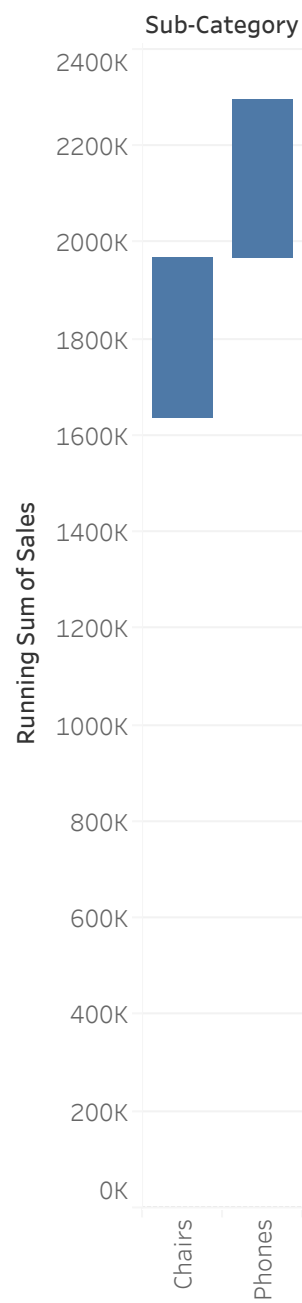 Sub-Category
2400K
2200K
2000K
1800K
1600K
1400K
1200K
1000K
800K
600K
400K
200K
0K
Running Sum of Sales
Chairs
Phones